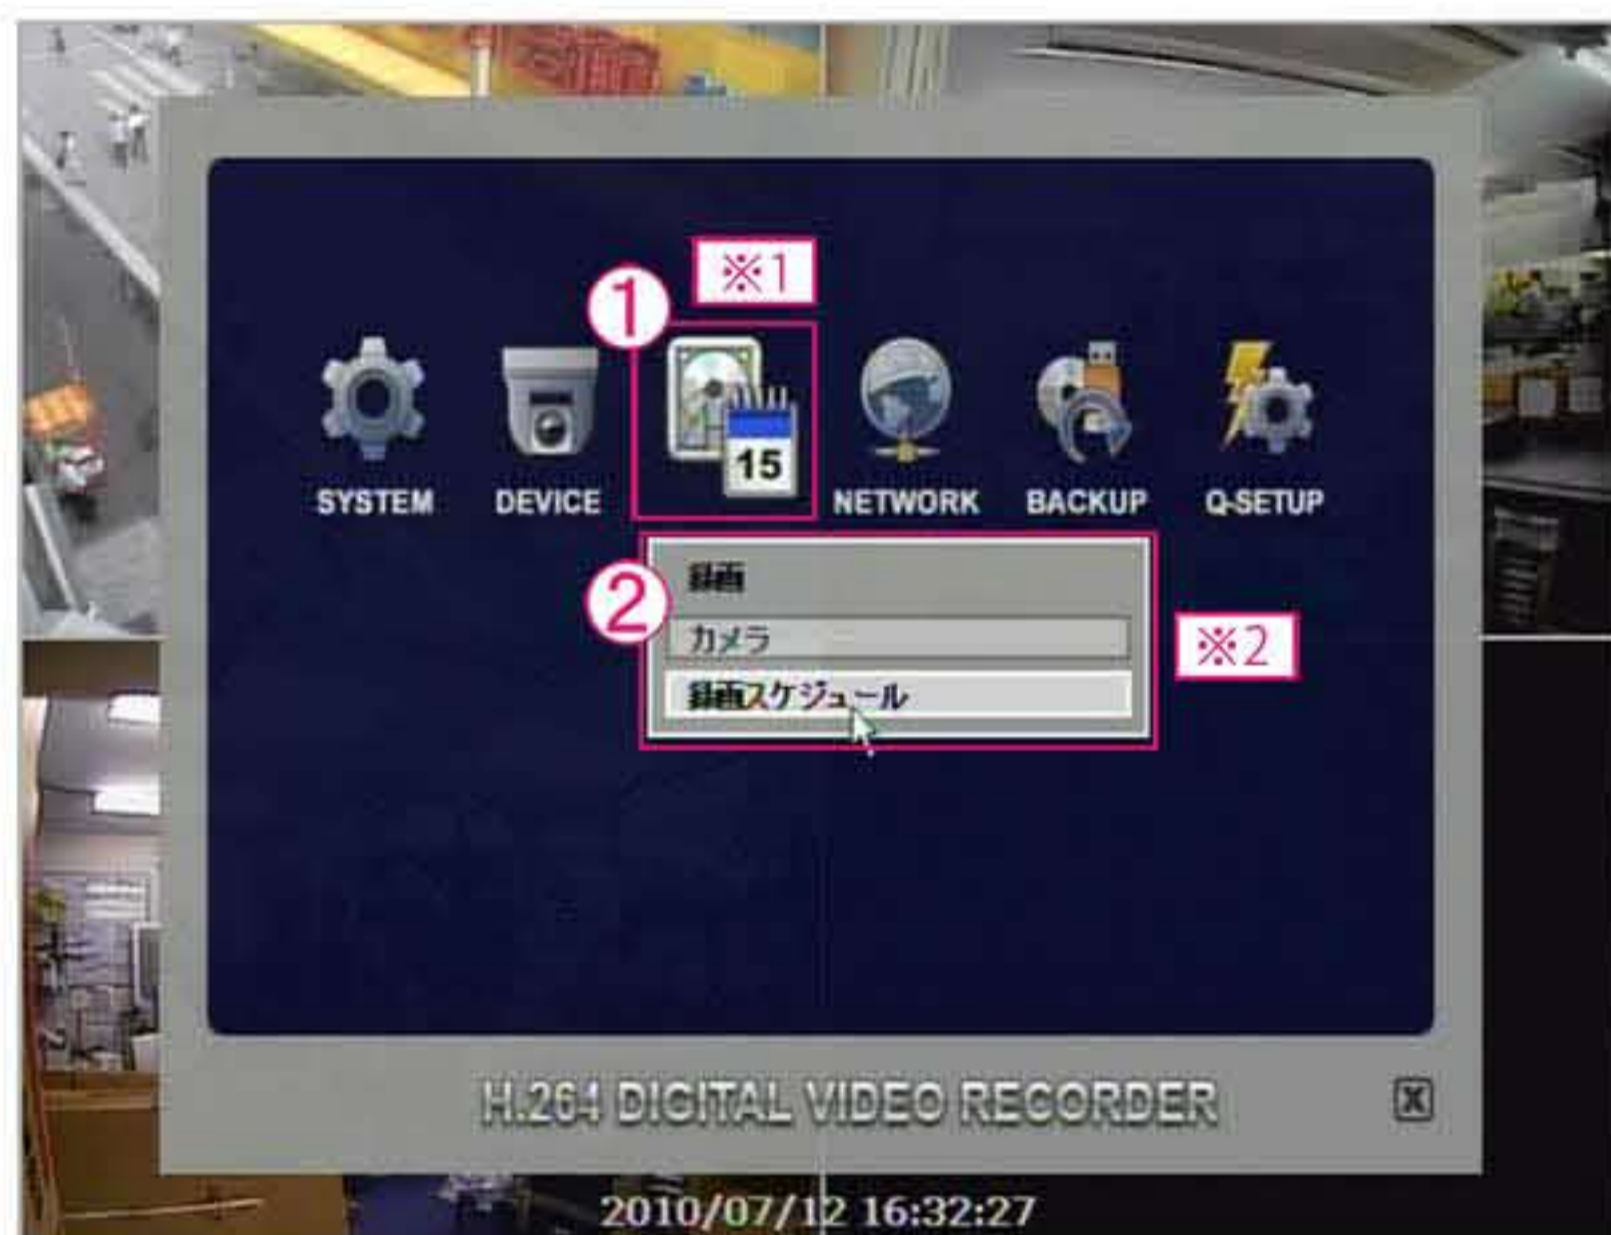 ※1
①
15
SYSTEM DEVICE NETWORK BACKUP Q-SETUP
②
録画
カメラ
録画スケジュール
※2
H.264 DIGITAL VIDEO RECORDER
X
2010/07/12 16:32:27